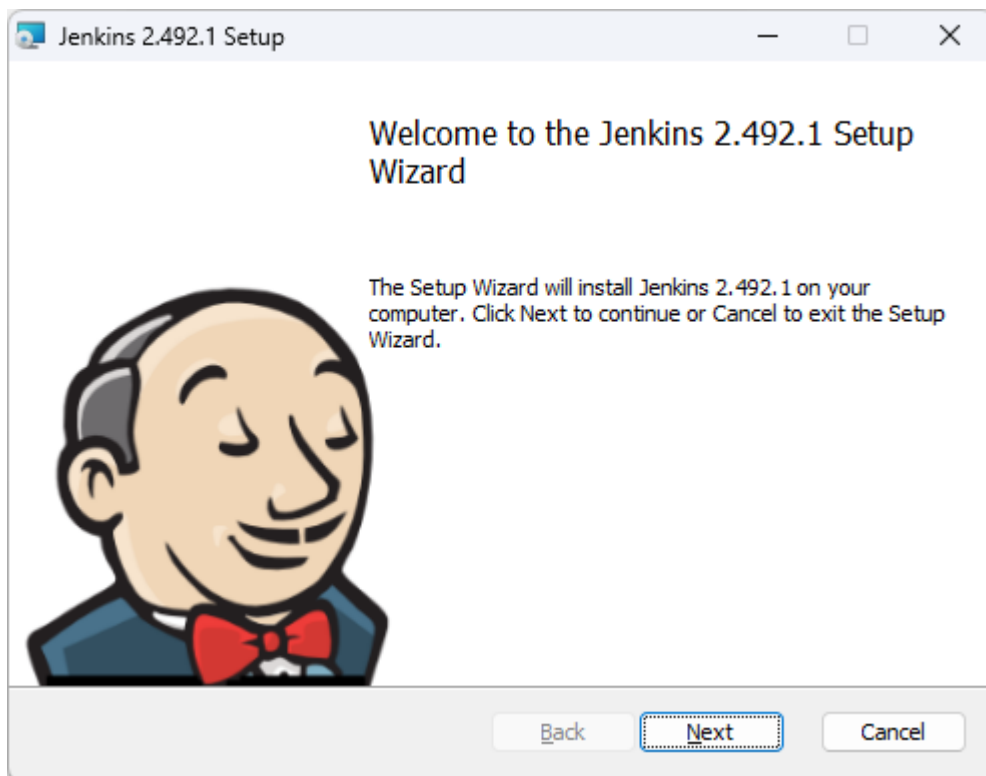 Jenkins 2.492.1 Setup
Welcome to the Jenkins 2.492.1 Setup
Wizard
The Setup Wizard will install Jenkins 2.492.1 on your
computer. Click Next to continue or Cancel to exit the Setup
Wizard.
Back Next Cancel